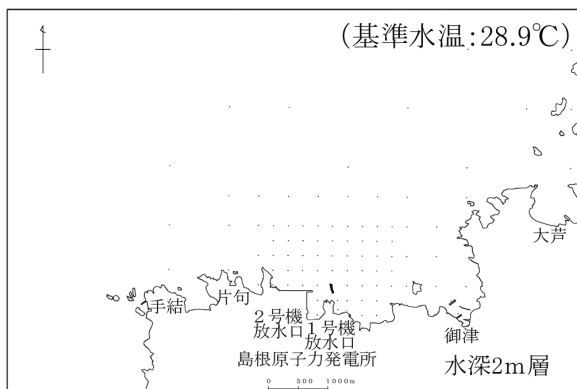 (基準水温:28.9℃)
大芦
手結
片句
2号機
放水口
1号機
放水口
御津
島根原子力発電所
水深2m層
0 500 1000m